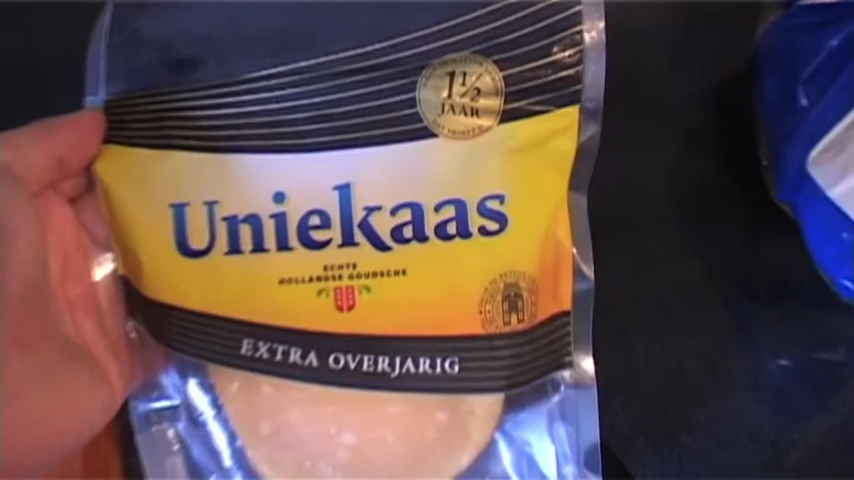 1½
JAAR
Uniekaas
ECHTE
HOLLANDSE GOUDSCHE
EXTRA OVERJARIG